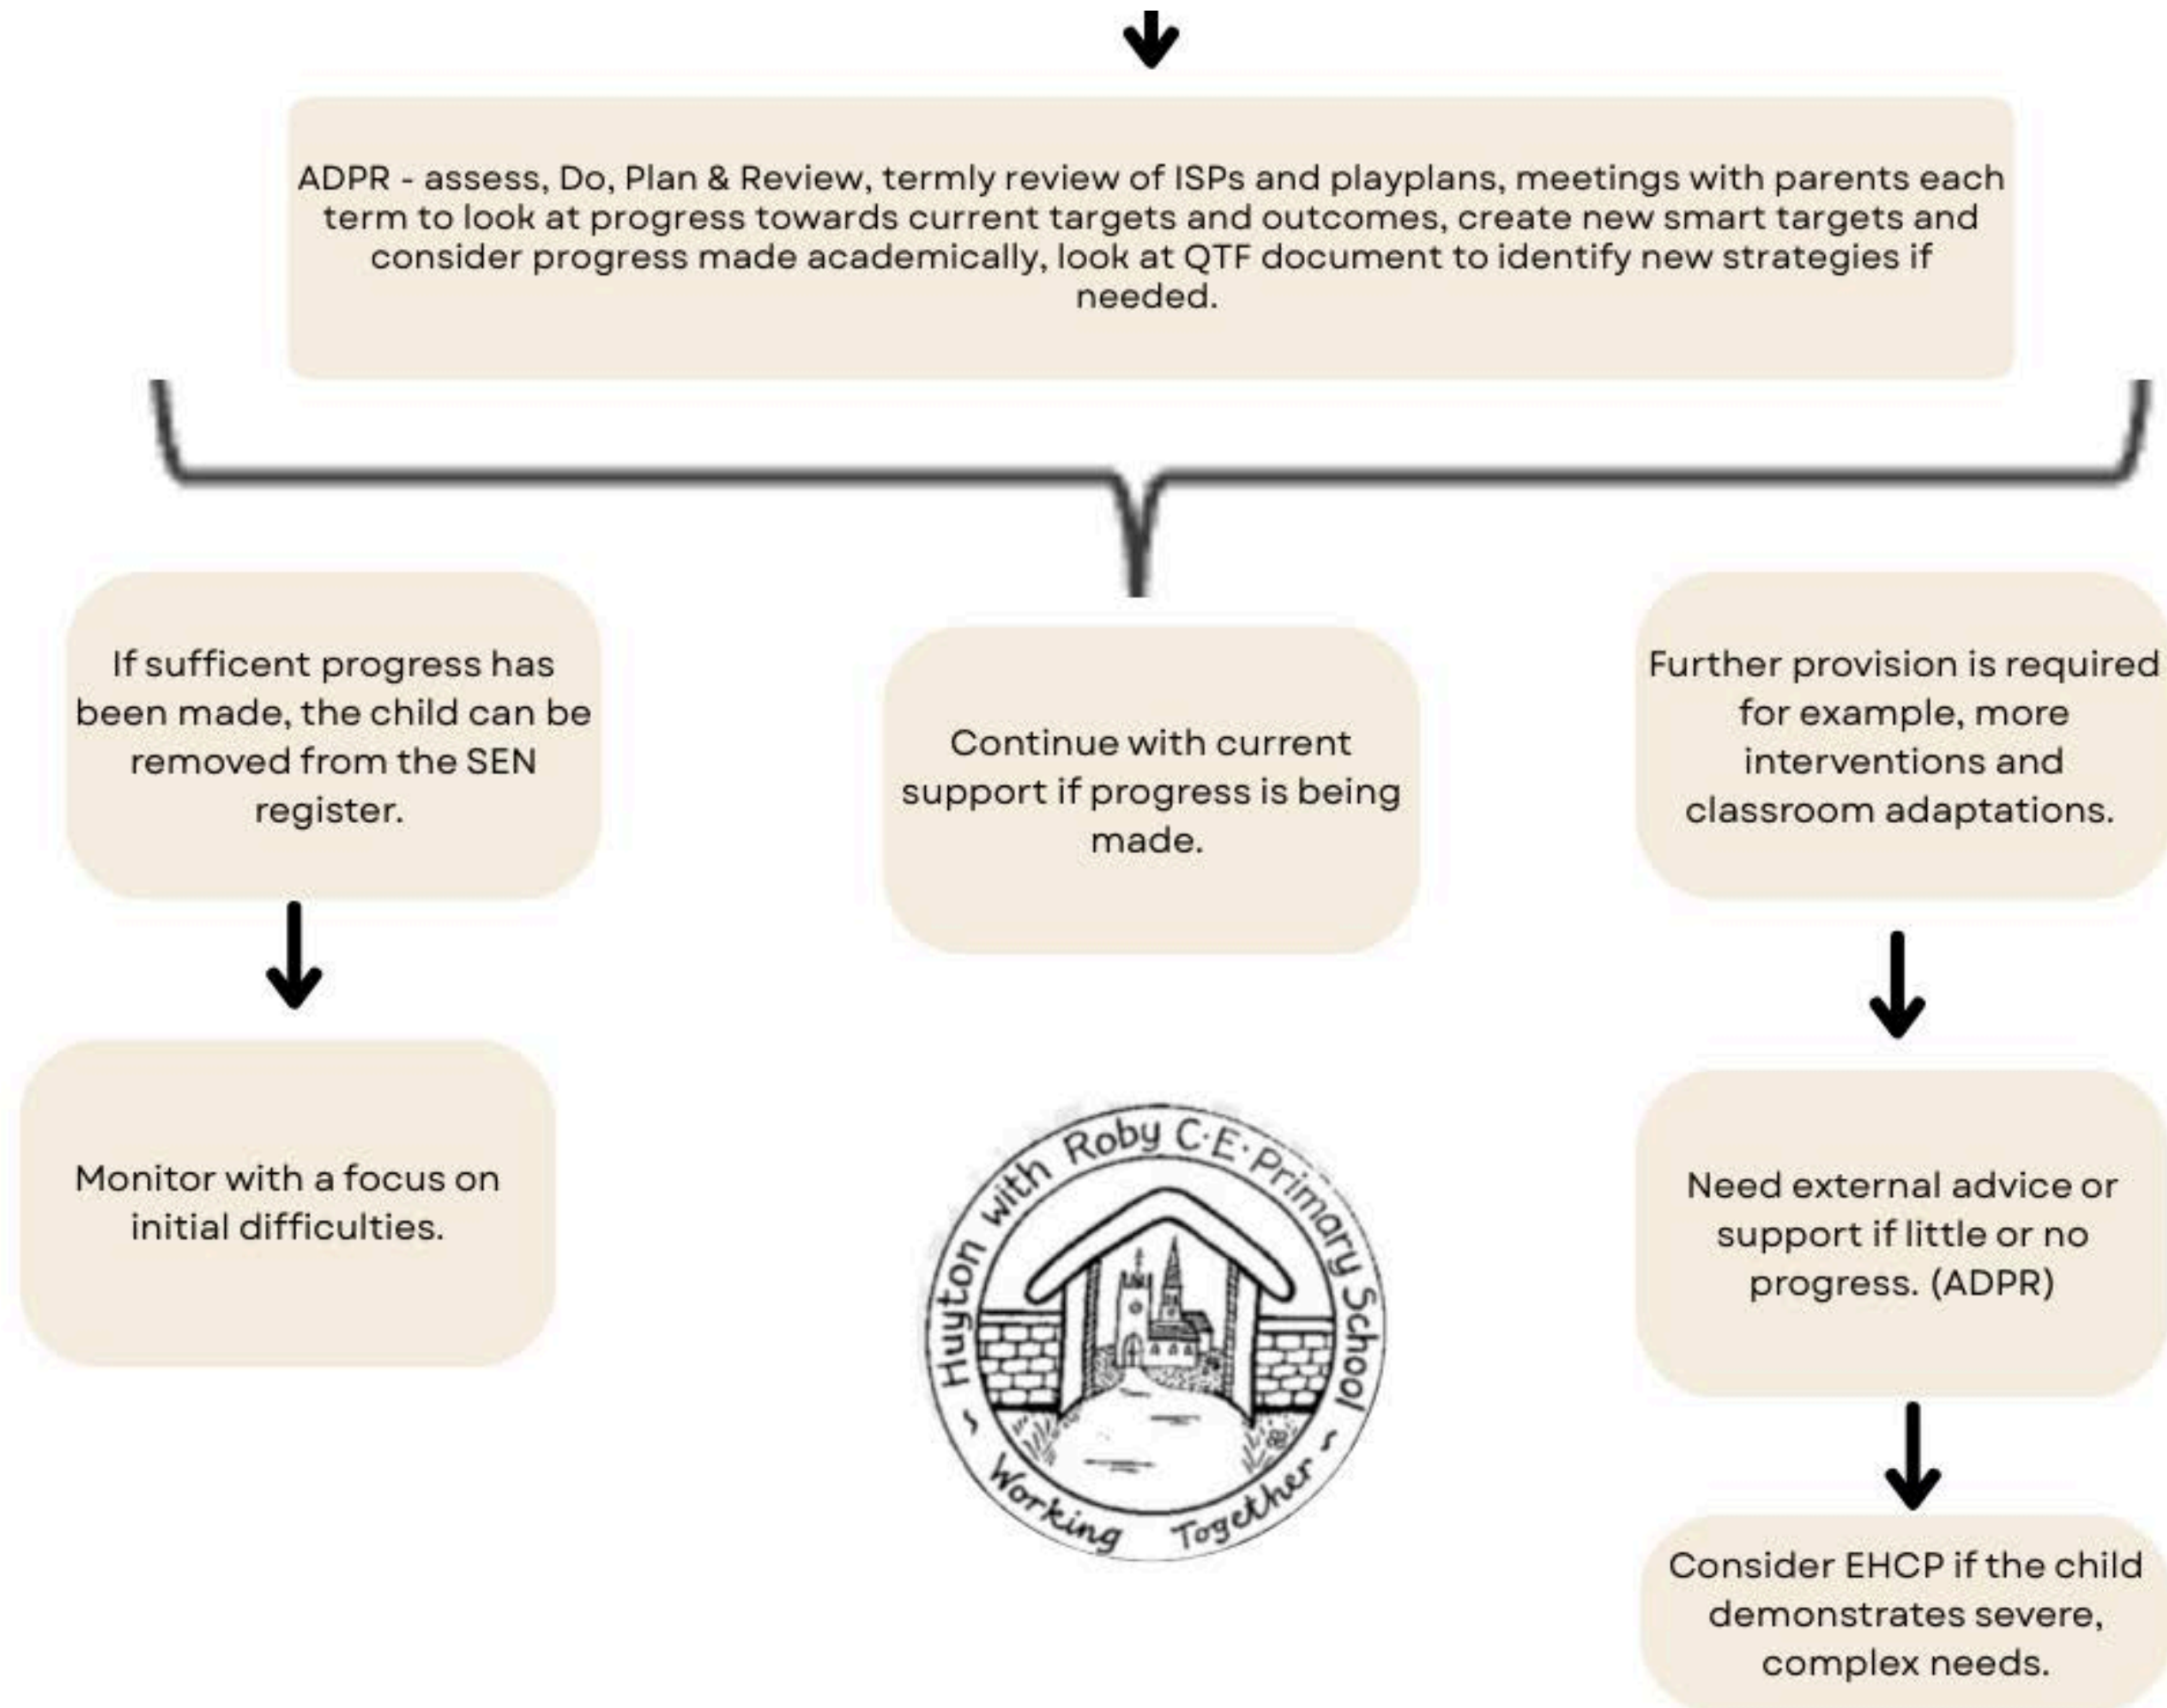 ADPR - assess, Do, Plan & Review, termly review of ISPs and playplans, meetings with parents each
term to look at progress towards current targets and outcomes, create new smart targets and
consider progress made academically, look at QTF document to identify new strategies if
needed.
If sufficent progress has
been made, the child can be
removed from the SEN
register.
Continue with current
support if progress is being
made.
Further provision is required
for example, more
interventions and
classroom adaptations.
Monitor with a focus on
initial difficulties.
Need external advice or
support if little or no
progress. (ADPR)
Consider EHCP if the child
demonstrates severe,
complex needs.
~ Huyton with Roby C·E·Primary School ~
Working Together